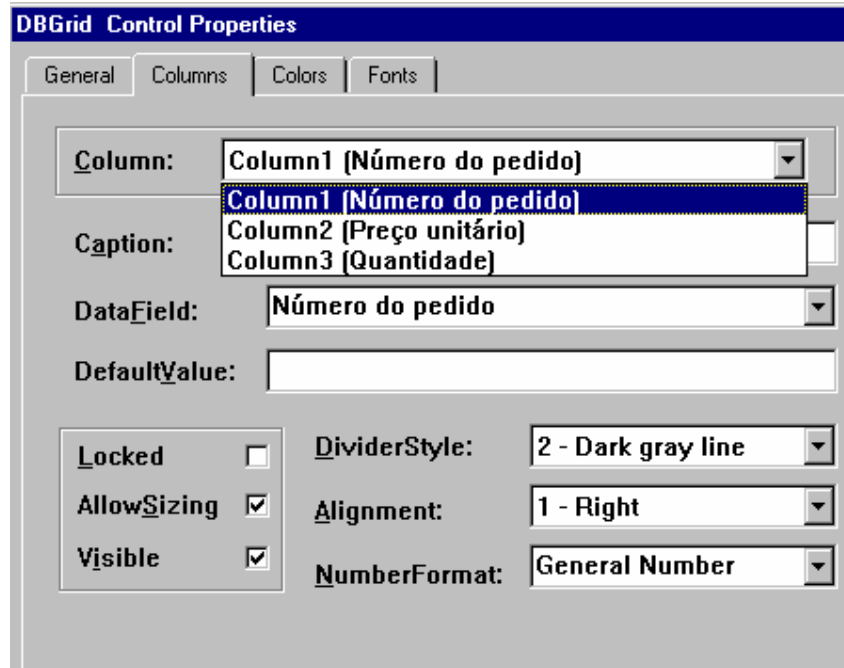 DBGrid Control Properties
General Columns Colors Fonts
Column: Column1 (Número do pedido)
Column1 (Número do pedido)
Column2 (Preço unitário)
Column3 (Quantidade)
Caption:
DataField: Número do pedido
DefaultValue:
Locked
AllowSizing
Visible
DividerStyle: 2 - Dark gray line
Alignment: 1 - Right
NumberFormat: General Number